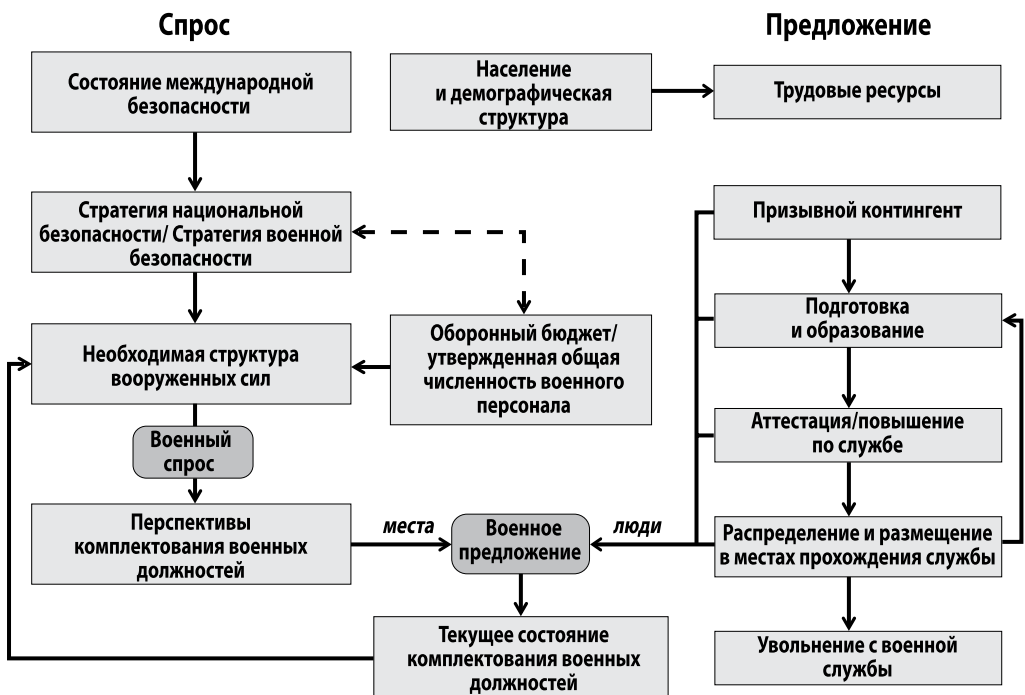 Спрос
Состояние международной
безопасности
Стратегия национальной
безопасности/ Стратегия военной
безопасности
Необходимая структура
вооруженных сил
Военный
спрос
Перспективы
комплектования военных
должностей
Население
и демографическая
структура
Оборонный бюджет/
утвержденная общая
численность военного
персонала
места
Военное
предложение
люди
Текущее состояние
комплектования военных
должностей
Предложение
Трудовые ресурсы
Призывной контингент
Подготовка
и образование
Аттестация/повышение
по службе
Распределение и размещение
в местах прохождения службы
Увольнение с военной
службы